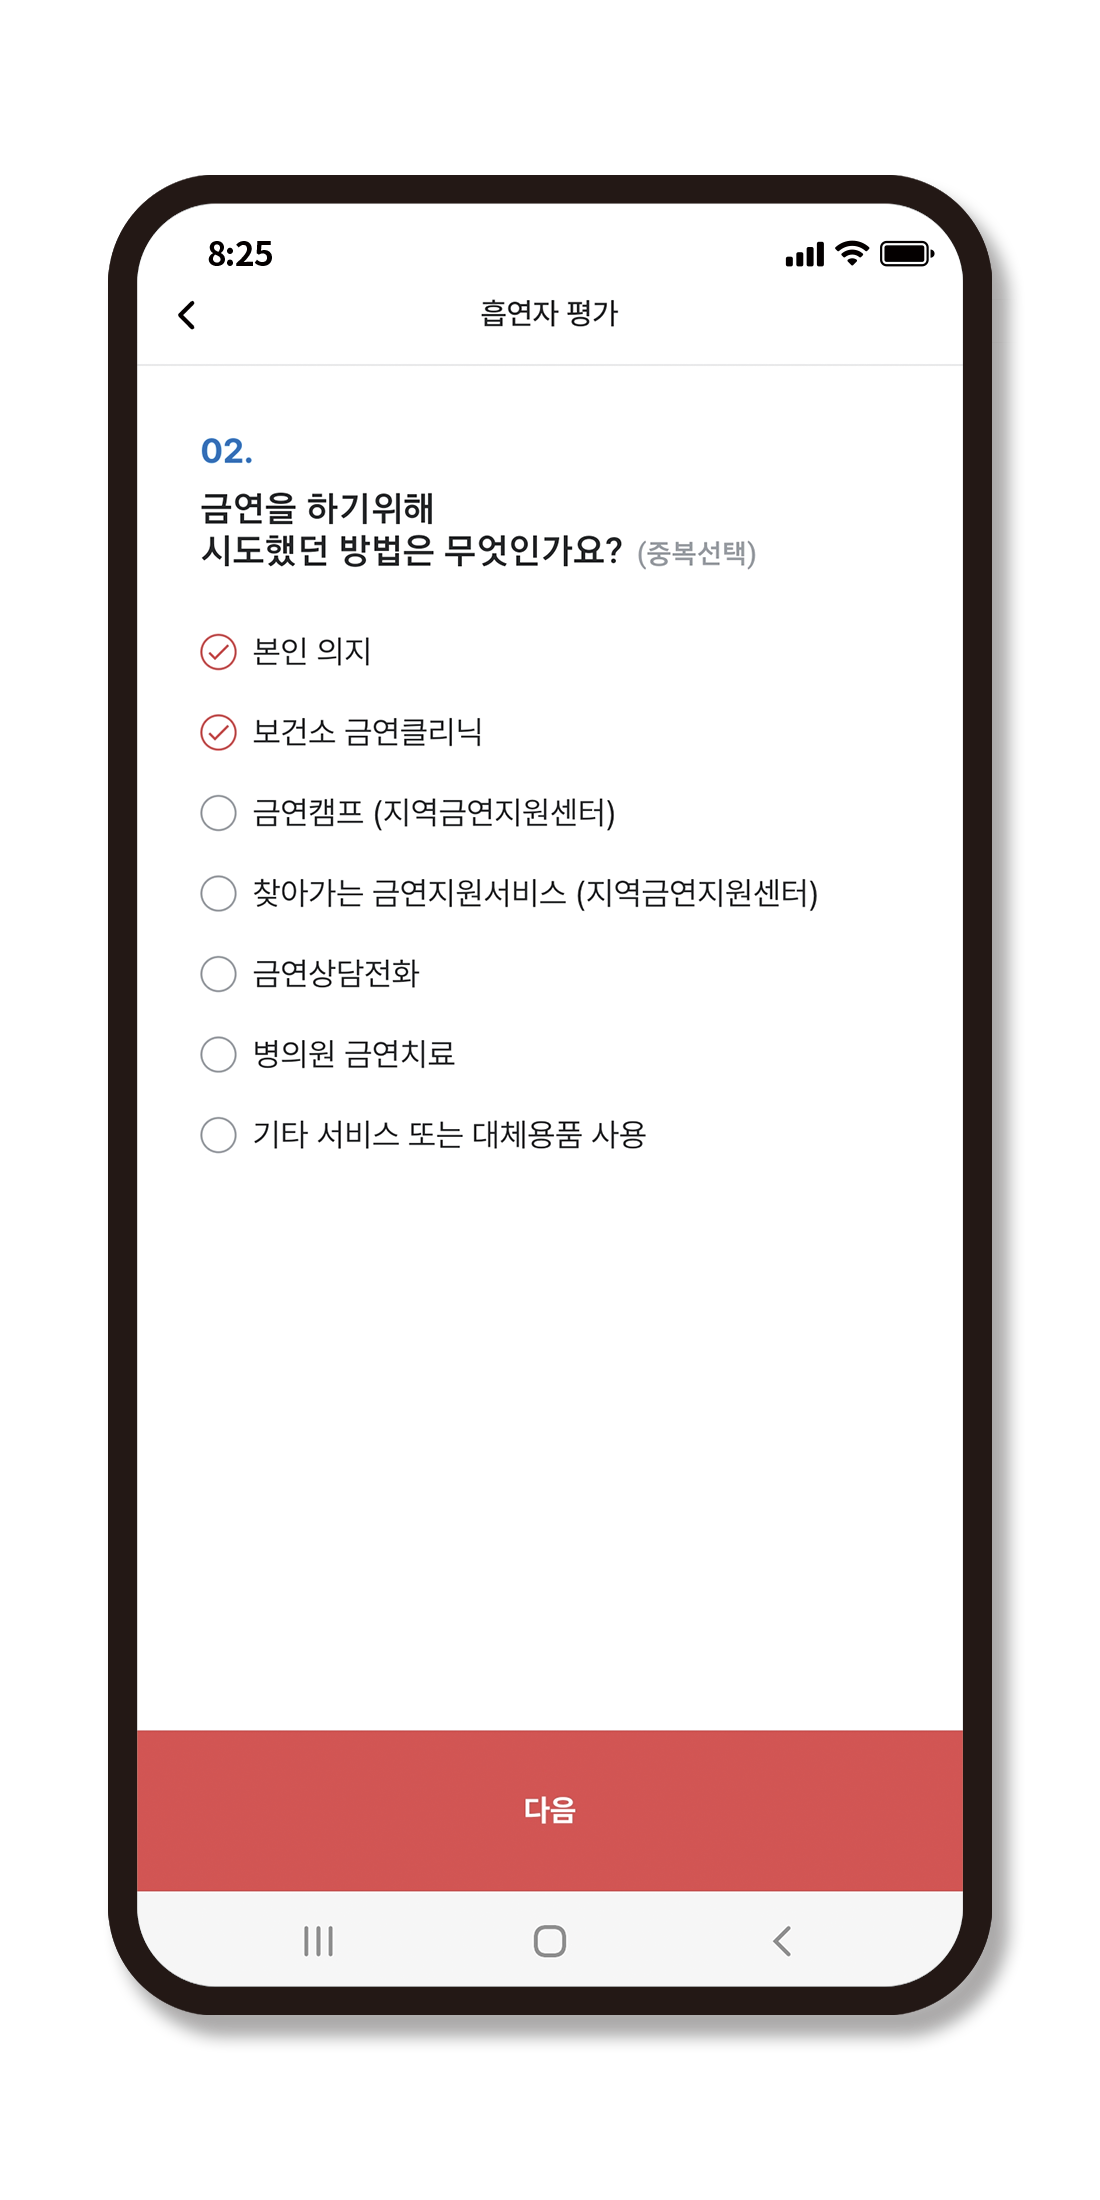 8:25
흡연자 평가
02.
금연을 하기위해
시도했던 방법은 무엇인가요? (중복선택)
본인 의지
보건소 금연클리닉
금연캠프 (지역금연지원센터)
찾아가는 금연지원서비스 (지역금연지원센터)
금연상담전화
병의원 금연치료
기타 서비스 또는 대체용품 사용
다음